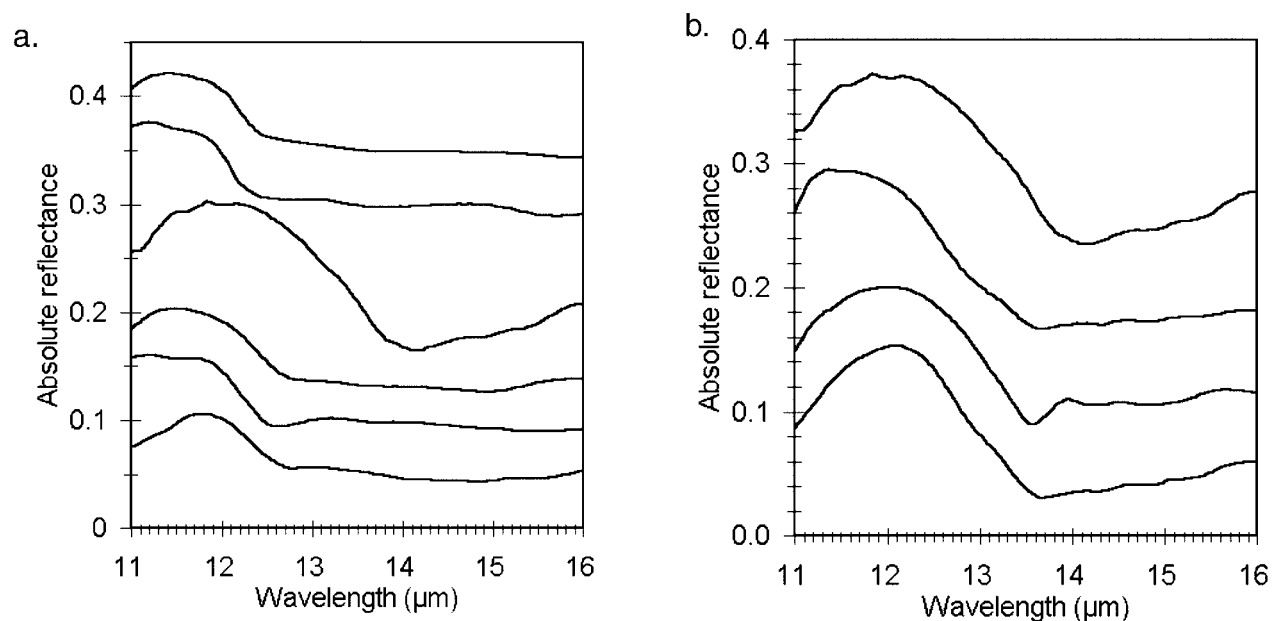 a.
Absolute reflectance
0.4
0.3
0.2
0.1
0
11 12 13 14 15 16
Wavelength (µm)
b.
Absolute reflectance
0.4
0.3
0.2
0.1
0.0
11 12 13 14 15 16
Wavelength (µm)